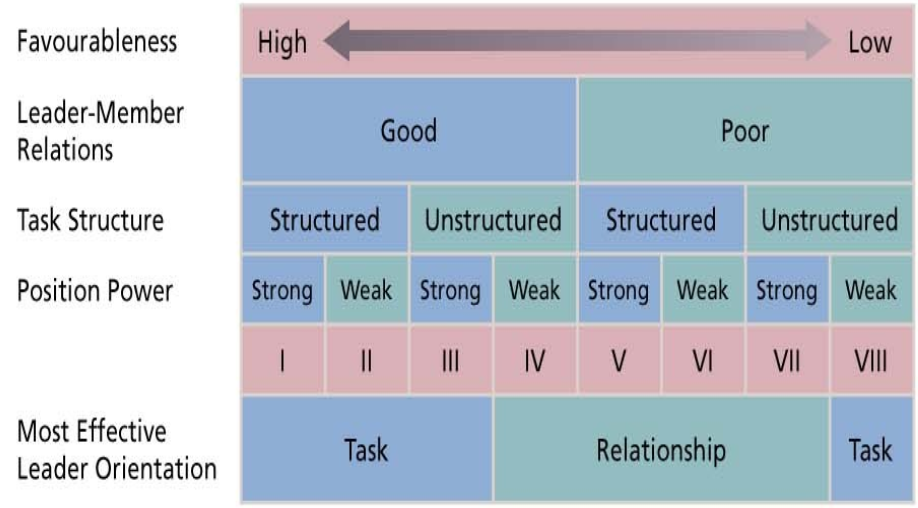 Favourableness High Low
Leader-Member
Relations
Good Poor
Task Structure Structured Unstructured Structured Unstructured
Position Power Strong Weak Strong Weak Strong Weak Strong Weak
I II III IV V VI VII VIII
Most Effective
Leader Orientation
Task Relationship Task